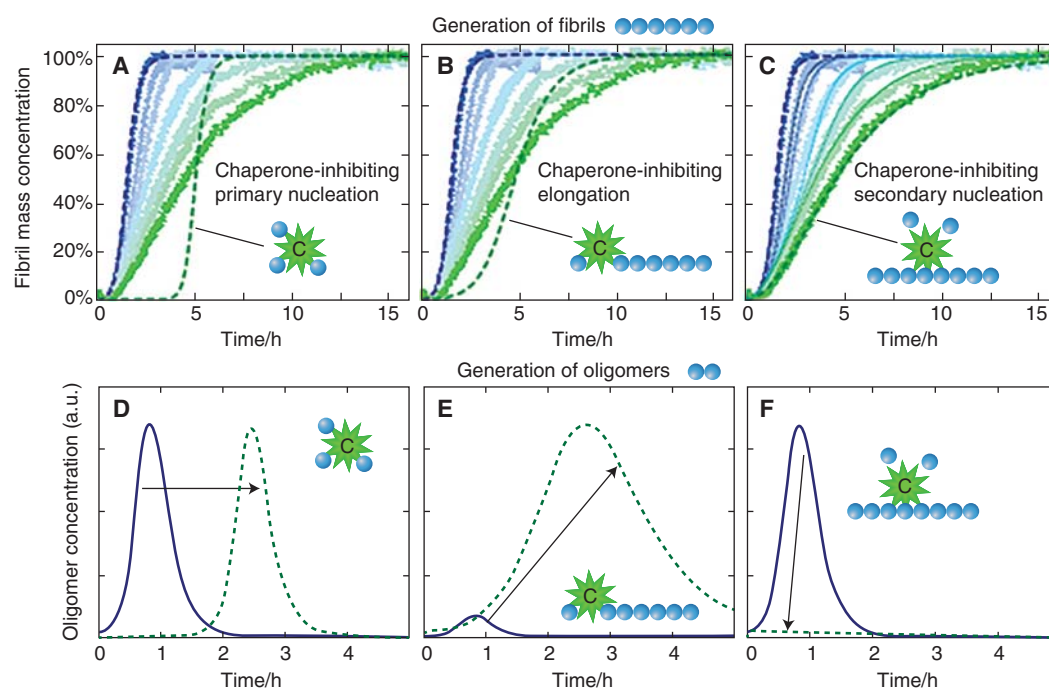 Generation of fibrils
Fibril mass concentration
100%
80%
60%
40%
20%
0%
A
Chaperone-inhibiting
primary nucleation
C
0
5
10
15
Time/h
B
Chaperone-inhibiting
elongation
C
0
5
10
15
Time/h
C
Chaperone-inhibiting
secondary nucleation
C
0
5
10
15
Time/h
Generation of oligomers
Oligomer concentration (a.u.)
D
C
0
1
2
3
4
Time/h
E
C
0
1
2
3
4
Time/h
F
C
0
1
2
3
4
Time/h